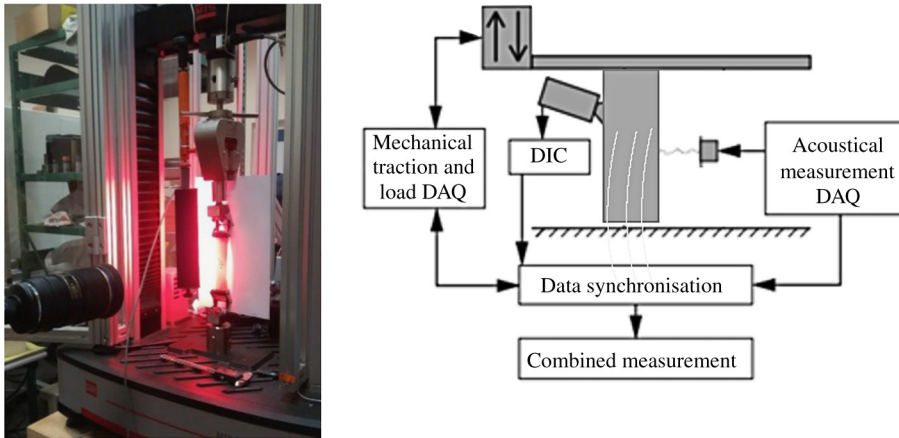 Mechanical
traction and
load DAQ
DIC
Acoustical
measurement
DAQ
Data synchronisation
Combined measurement